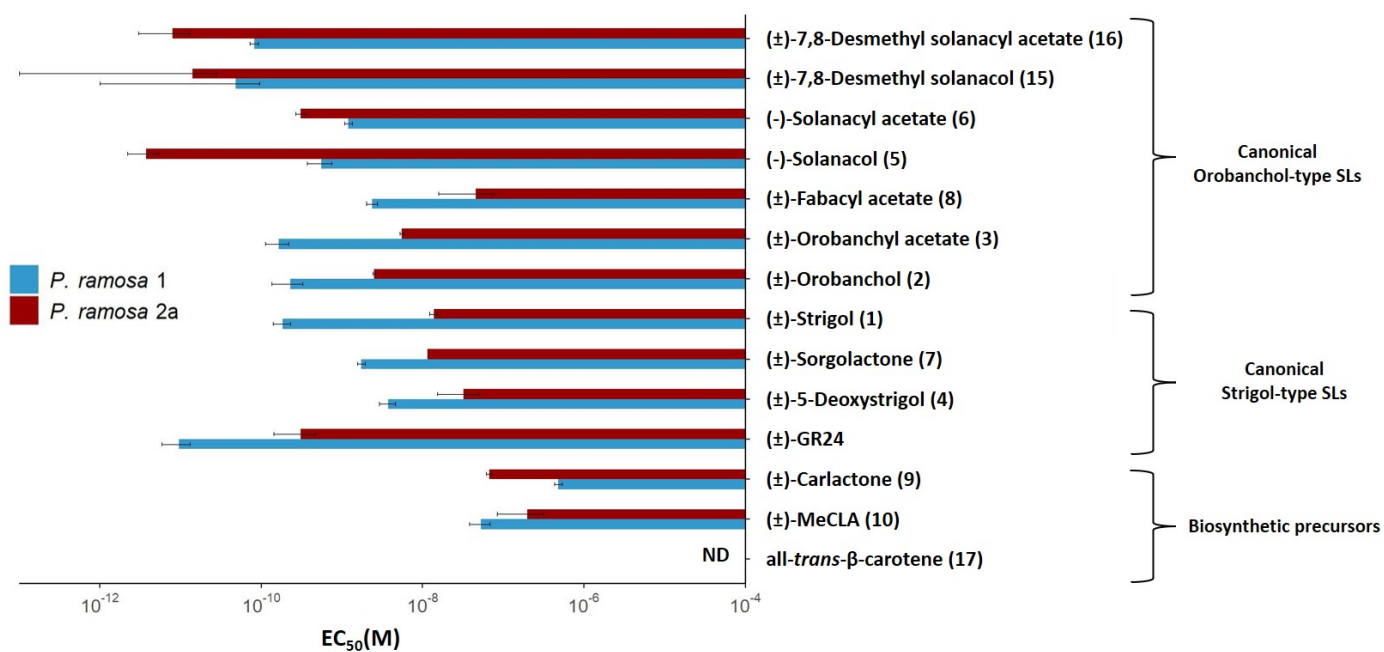 (±)-7,8-Desmethyl solanacyl acetate (16)
(±)-7,8-Desmethyl solanacol (15)
(-)-Solanacyl acetate (6)
(-)-Solanacol (5)
(±)-Fabacyl acetate (8)
(±)-Orobanchyl acetate (3)
(±)-Orobanchol (2)
(±)-Strigol (1)
(±)-Sorgolactone (7)
(±)-5-Deoxystrigol (4)
(±)-GR24
(±)-Carlactone (9)
(±)-MeCLA (10)
ND all-trans-β-carotene (17)
Canonical
Orobanchol-type SLs
Canonical
Strigol-type SLs
Biosynthetic precursors
P. ramosa 1
P. ramosa 2a
10⁻¹² 10⁻¹⁰ 10⁻⁸ 10⁻⁶ 10⁻⁴
EC₅₀(M)